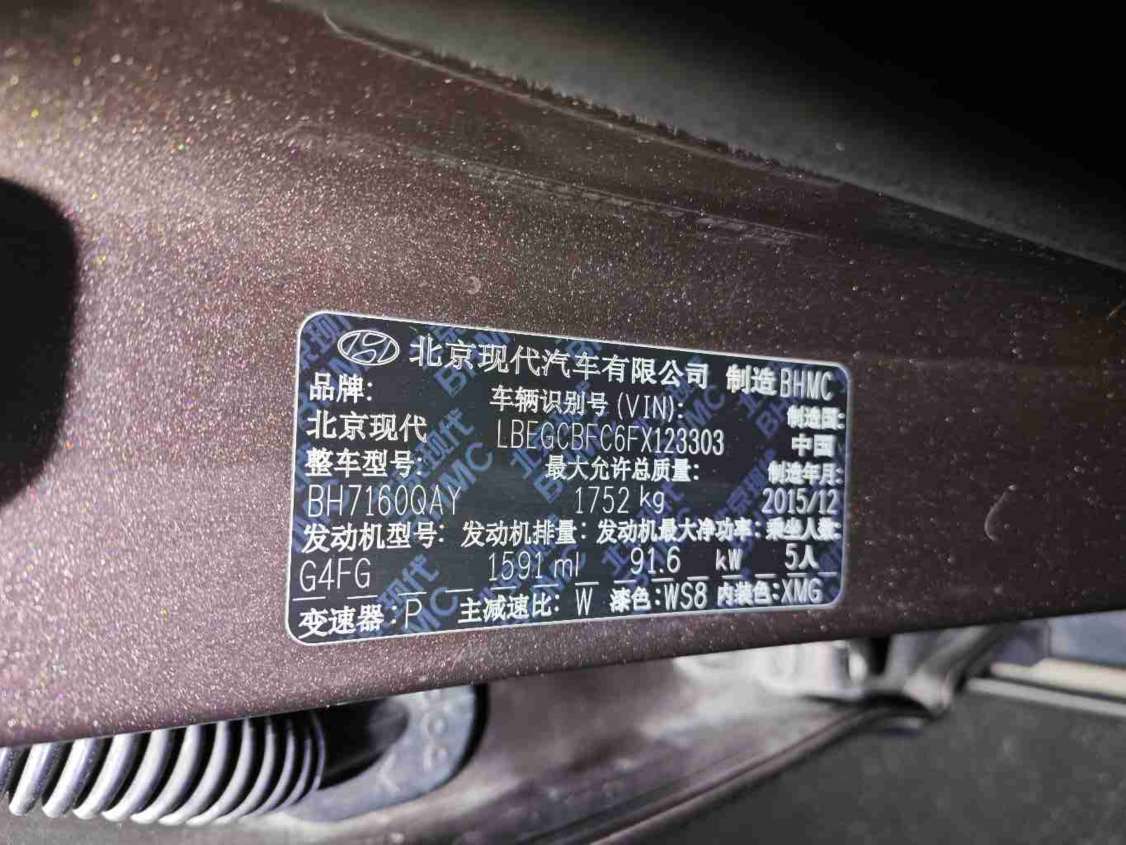 北京现代汽车有限公司 制造 BHMC
品牌: 车辆识别号(VIN): 制造国:
北京现代 LBEGCBFC6FX123303 中国
整车型号: 最大允许总质量: 制造年月:
BH7160QAY 1752 kg 2015/12
发动机型号: 发动机排量: 发动机最大净功率: 乘坐人数:
G4FG 1591 ml 91.6 kW 5人
变速器: P 主减速比: W 漆色: WS8 内装色: XMG